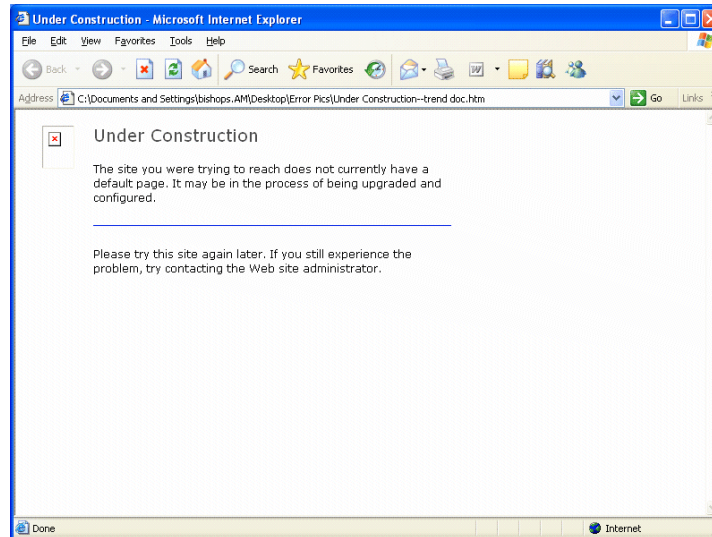 Under Construction - Microsoft Internet Explorer
File Edit View Favorites Tools Help
Back Search Favorites W
Address C:\Documents and Settings\bishops.AM\Desktop\Error Pics\Under Construction--trend doc.htm Go Links
Under Construction
The site you were trying to reach does not currently have a
default page. It may be in the process of being upgraded and
configured.
Please try this site again later. If you still experience the
problem, try contacting the Web site administrator.
Done Internet